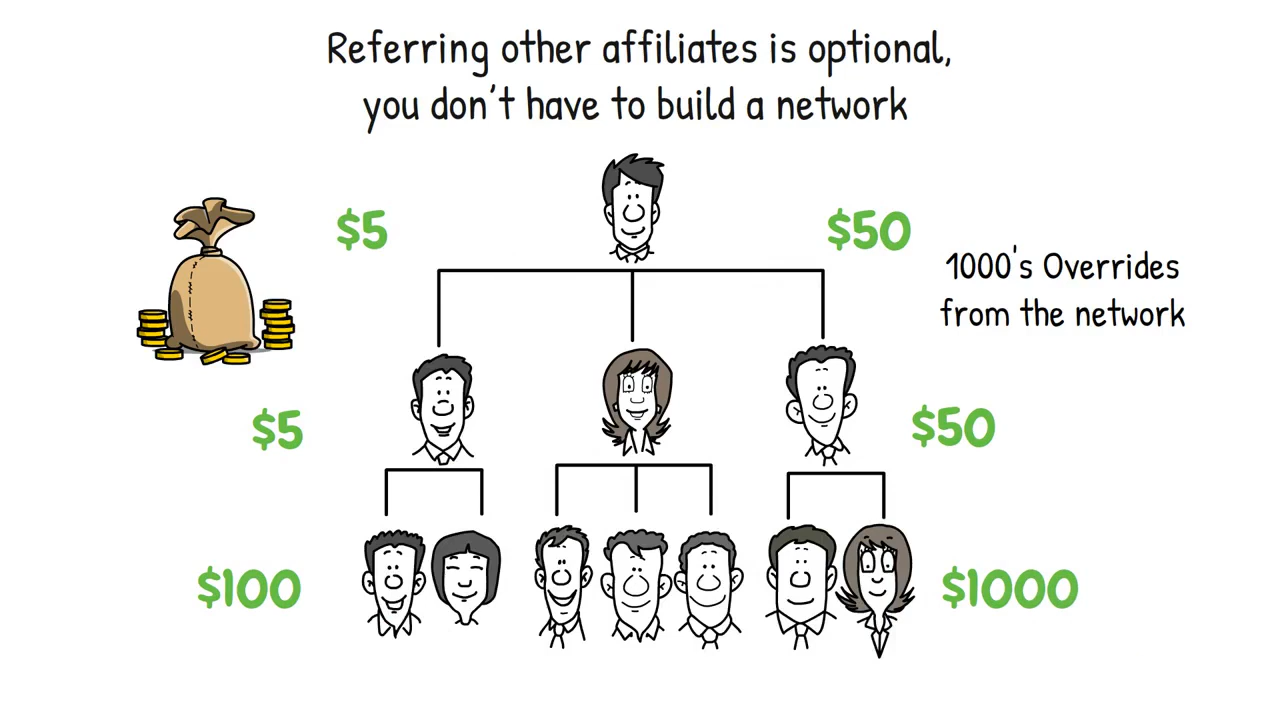 Referring other affiliates is optional,
you don't have to build a network
$5
$50
1000's Overrides
from the network
$5
$50
$100
$1000